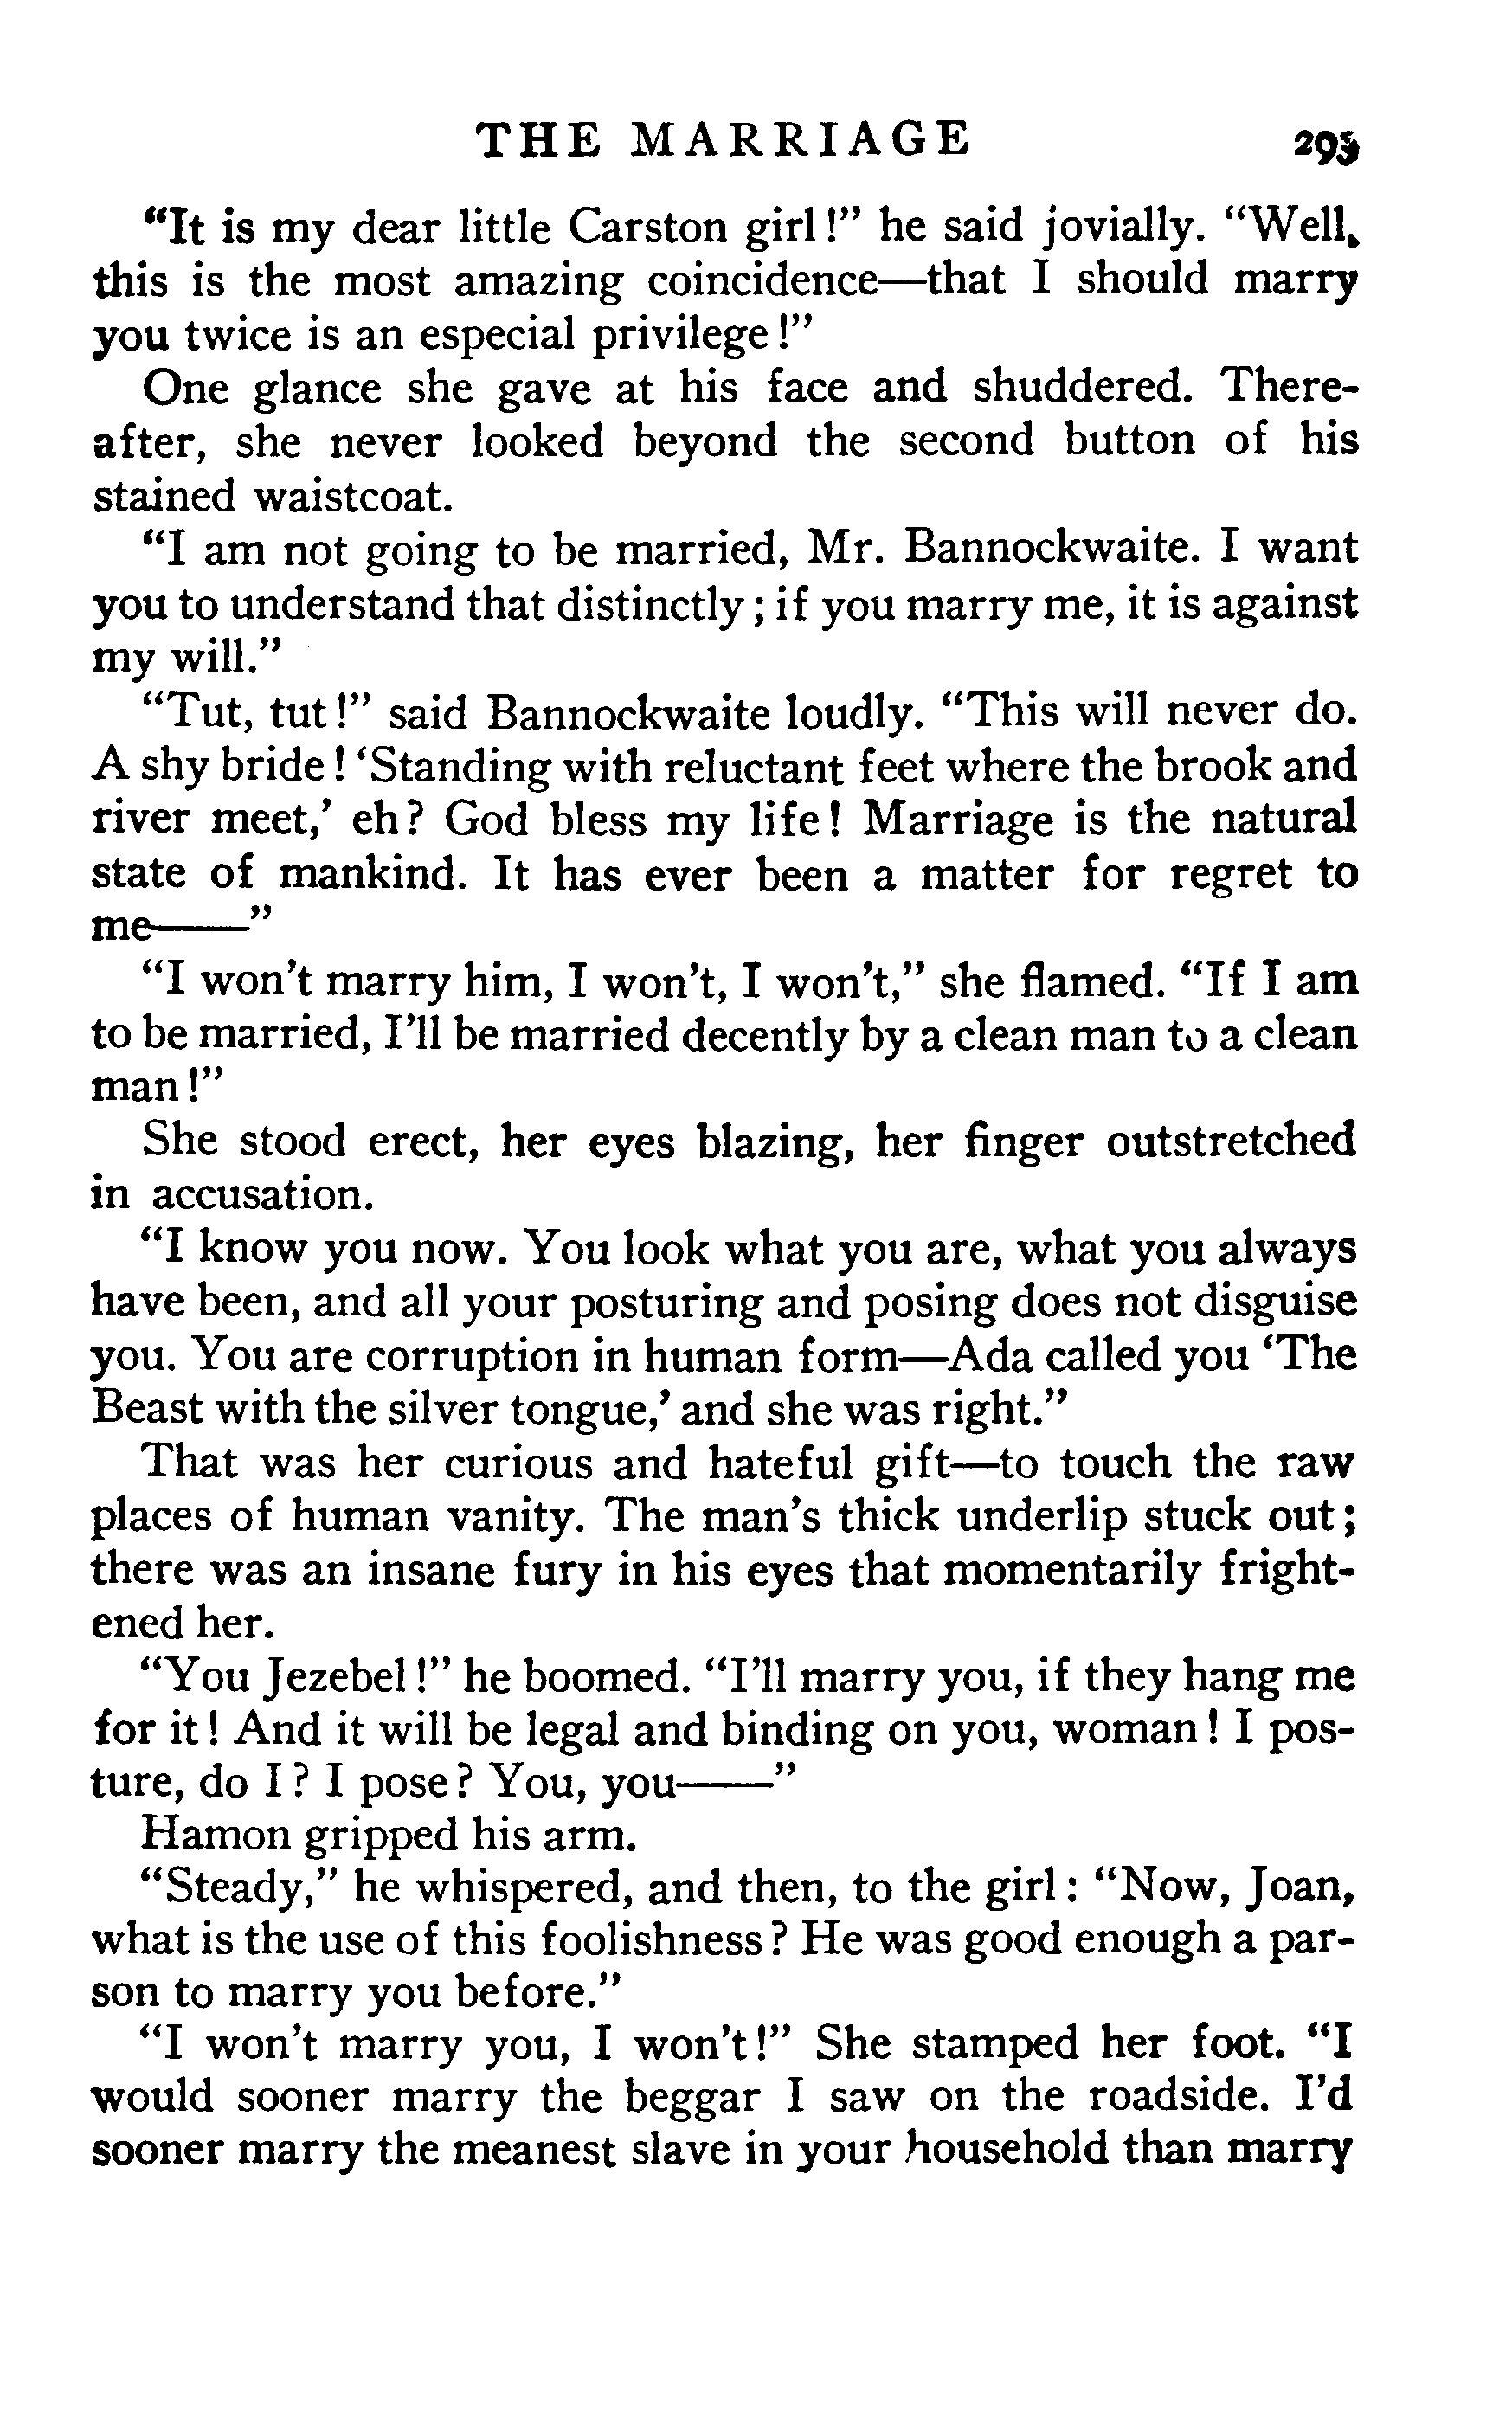 THE MARRIAGE 295
"It is my dear little Carston girl!" he said jovially. "Well,
this is the most amazing coincidence—that I should marry
you twice is an especial privilege!"
One glance she gave at his face and shuddered. There-
after, she never looked beyond the second button of his
stained waistcoat.
"I am not going to be married, Mr. Bannockwaite. I want
you to understand that distinctly; if you marry me, it is against
my will."
"Tut, tut!" said Bannockwaite loudly. "This will never do.
A shy bride! 'Standing with reluctant feet where the brook and
river meet,' eh? God bless my life! Marriage is the natural
state of mankind. It has ever been a matter for regret to
me——"
"I won't marry him, I won't, I won't," she flamed. "If I am
to be married, I'll be married decently by a clean man to a clean
man!"
She stood erect, her eyes blazing, her finger outstretched
in accusation.
"I know you now. You look what you are, what you always
have been, and all your posturing and posing does not disguise
you. You are corruption in human form—Ada called you 'The
Beast with the silver tongue,' and she was right."
That was her curious and hateful gift—to touch the raw
places of human vanity. The man's thick underlip stuck out;
there was an insane fury in his eyes that momentarily fright-
ened her.
"You Jezebel!" he boomed. "I'll marry you, if they hang me
for it! And it will be legal and binding on you, woman! I pos-
ture, do I? I pose? You, you——"
Hamon gripped his arm.
"Steady," he whispered, and then, to the girl: "Now, Joan,
what is the use of this foolishness? He was good enough a par-
son to marry you before."
"I won't marry you, I won't!" She stamped her foot. "I
would sooner marry the beggar I saw on the roadside. I'd
sooner marry the meanest slave in your household than marry